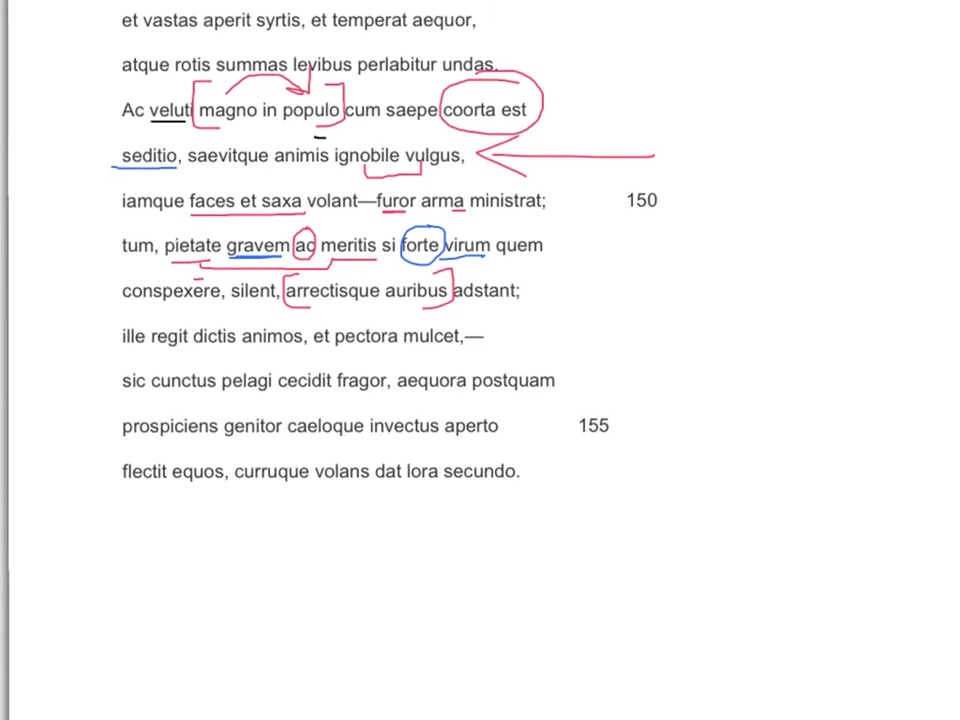 et vastas aperit syrtis, et temperat aequor,
atque rotis summas levibus perlabitur undas.
Ac veluti magno in populo cum saepe coorta est
seditio, saevitque animis ignobile vulgus,
iamque faces et saxa volant—furor arma ministrat; 150
tum, pietate gravem ac meritis si forte virum quem
conspexere, silent, arrectisque auribus adstant;
ille regit dictis animos, et pectora mulcet,—
sic cunctus pelagi cecidit fragor, aequora postquam
prospiciens genitor caeloque invectus aperto 155
flectit equos, curruque volans dat lora secundo.